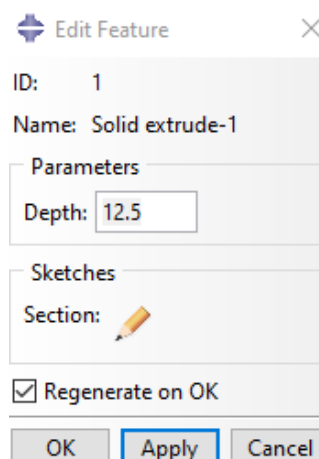 Edit Feature
ID: 1
Name: Solid extrude-1
Parameters
Depth: 12.5
Sketches
Section:
Regenerate on OK
OK Apply Cancel